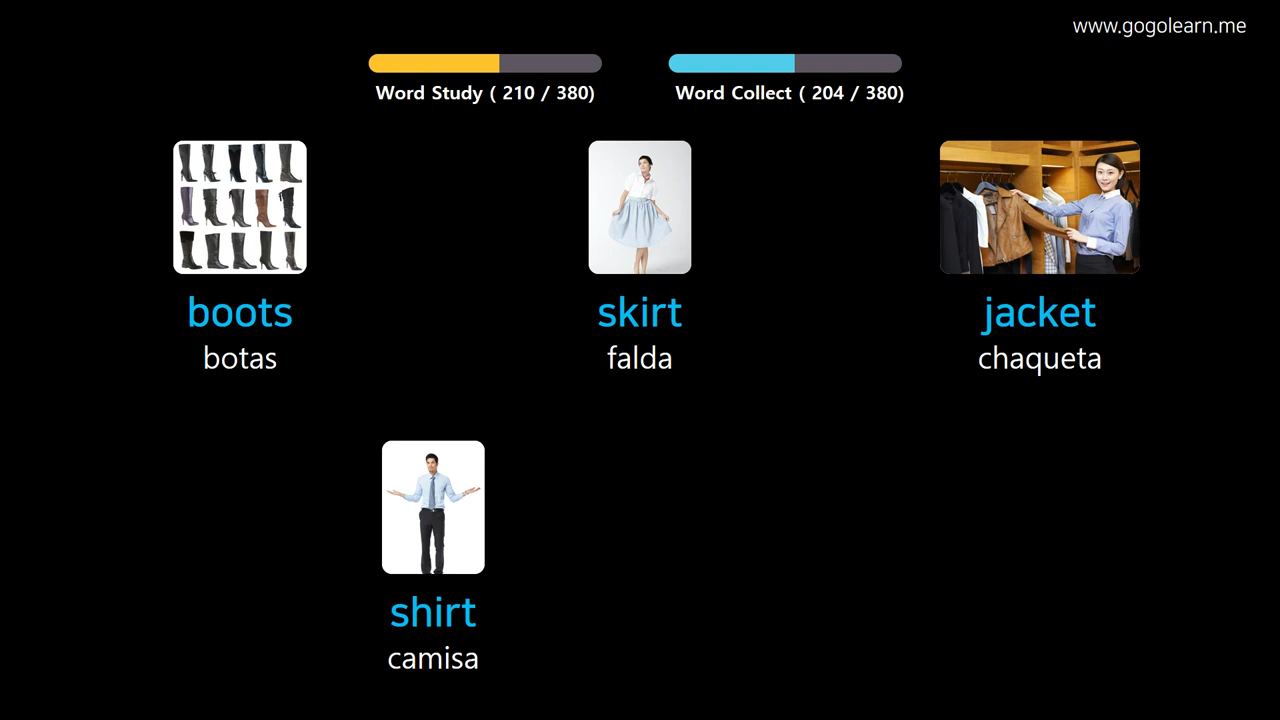 www.gogolearn.me
Word Study ( 210 / 380)
Word Collect ( 204 / 380)
boots
botas
skirt
falda
jacket
chaqueta
shirt
camisa